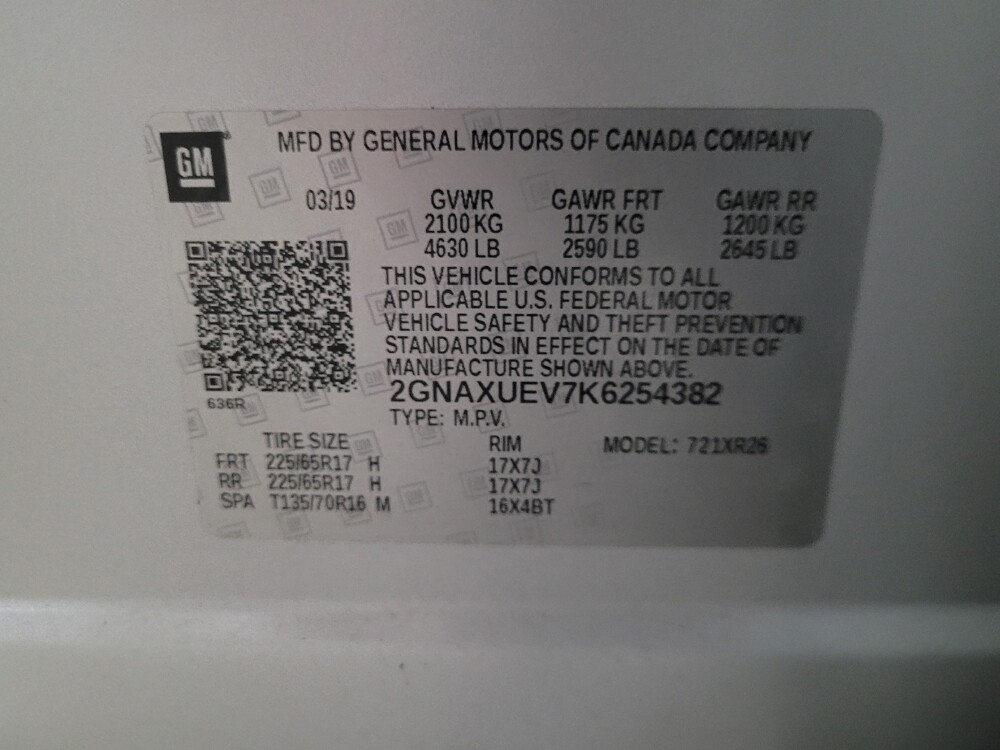 GM
MFD BY GENERAL MOTORS OF CANADA COMPANY
03/19 GVWR GAWR FRT GAWR RR
2100 KG 1175 KG 1200 KG
4630 LB 2590 LB 2645 LB
THIS VEHICLE CONFORMS TO ALL
APPLICABLE U.S. FEDERAL MOTOR
VEHICLE SAFETY AND THEFT PREVENTION
STANDARDS IN EFFECT ON THE DATE OF
MANUFACTURE SHOWN ABOVE.
2GNAXUEV7K6254382
636R
TYPE: M.P.V.
TIRE SIZE RIM MODEL: 721XR26
FRT 225/65R17 H 17X7J
RR 225/65R17 H 17X7J
SPA T135/70R16 M 16X4BT